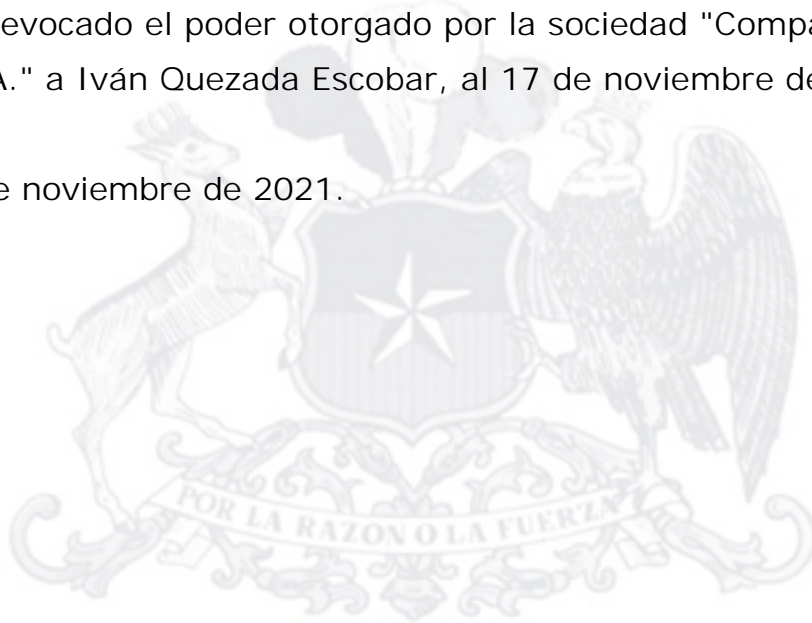 evocado el poder otorgado por la sociedad "Compa
A." a Iván Quezada Escobar, al 17 de noviembre de
e noviembre de 2021.
POR LA RAZON O LA FUERZA